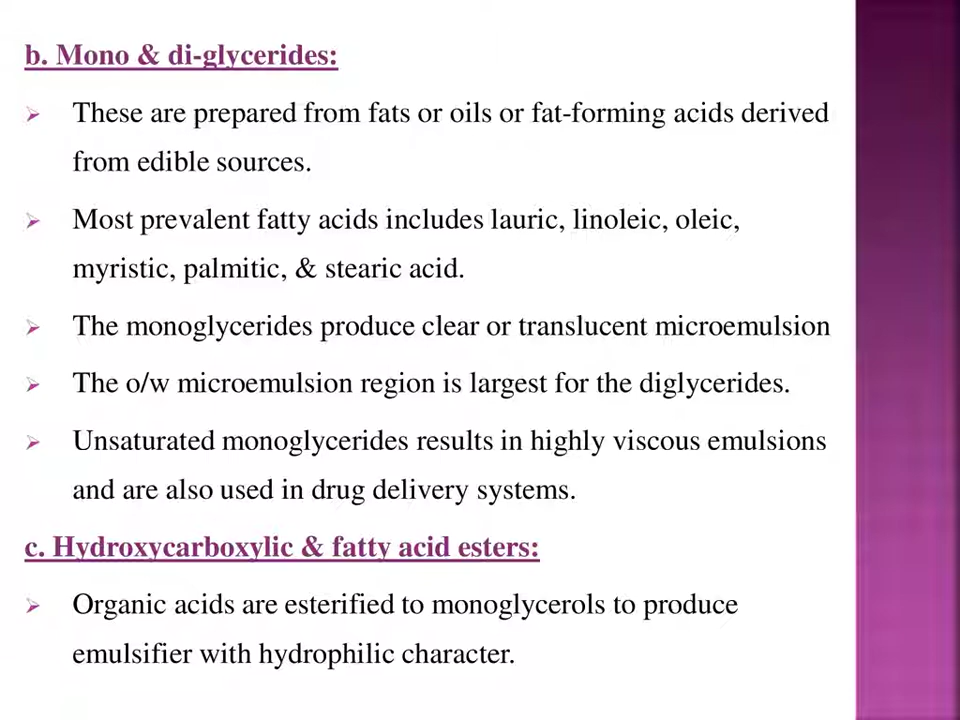 b. Mono & di-glycerides:
➢ These are prepared from fats or oils or fat-forming acids derived
from edible sources.
➢ Most prevalent fatty acids includes lauric, linoleic, oleic,
myristic, palmitic, & stearic acid.
➢ The monoglycerides produce clear or translucent microemulsion
➢ The o/w microemulsion region is largest for the diglycerides.
➢ Unsaturated monoglycerides results in highly viscous emulsions
and are also used in drug delivery systems.
c. Hydroxycarboxylic & fatty acid esters:
➢ Organic acids are esterified to monoglycerols to produce
emulsifier with hydrophilic character.